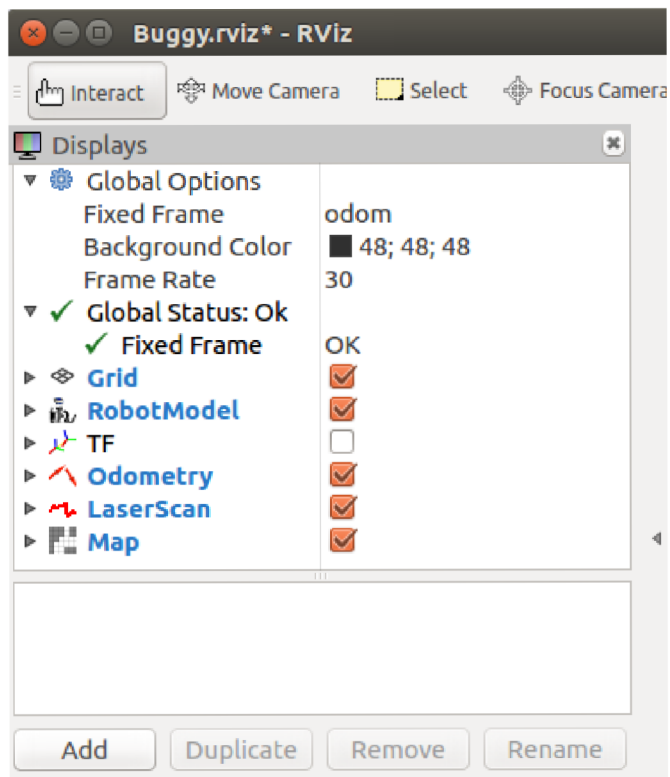 Buggy.rviz* - RViz
Interact Move Camera Select Focus Camera
Displays
Global Options
Fixed Frame odom
Background Color 48; 48; 48
Frame Rate 30
Global Status: Ok
Fixed Frame OK
Grid
RobotModel
TF
Odometry
LaserScan
Map
Add Duplicate Remove Rename